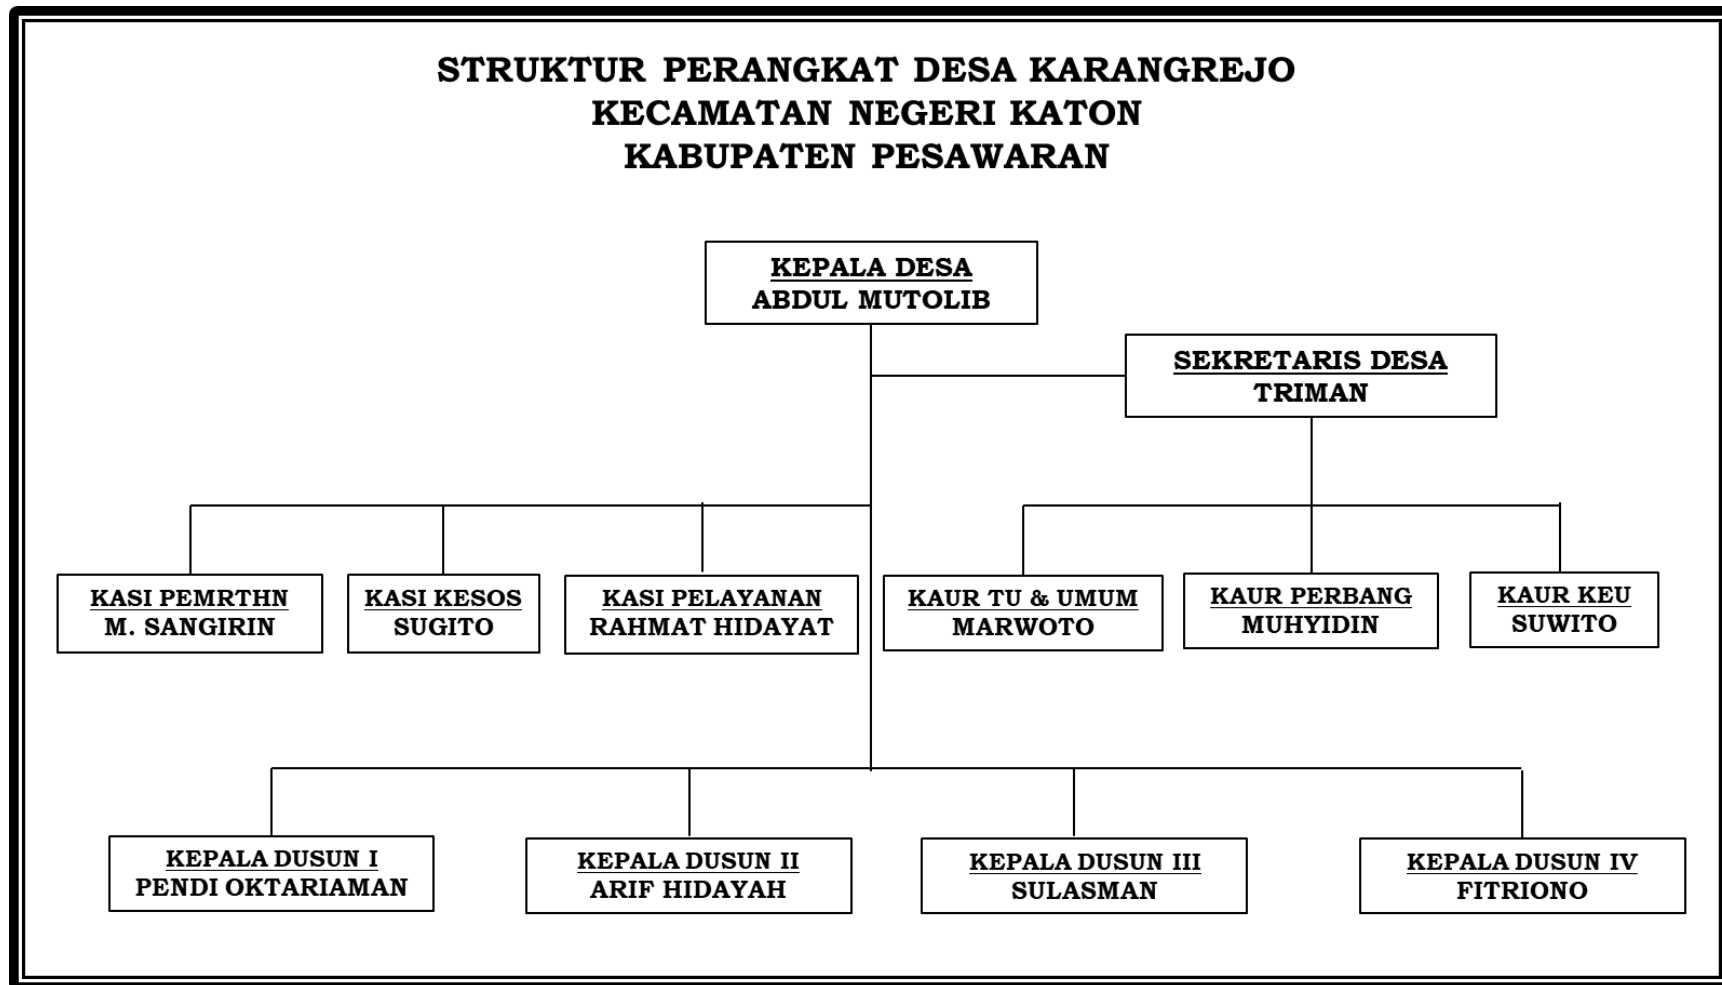 STRUKTUR PERANGKAT DESA KARANGREJO
KECAMATAN NEGERI KATON
KABUPATEN PESAWARAN
KEPALA DESA
ABDUL MUTOLIB
SEKRETARIS DESA
TRIMAN
KASI PEMRTHN
M. SANGIRIN
KASI KESOS
SUGITO
KASI PELAYANAN
RAHMAT HIDAYAT
KAUR TU & UMUM
MARWOTO
KAUR PERBANG
MUHYIDIN
KAUR KEU
SUWITO
KEPALA DUSUN I
PENDI OKTARIAMAN
KEPALA DUSUN II
ARIF HIDAYAH
KEPALA DUSUN III
SULASMAN
KEPALA DUSUN IV
FITRIONO